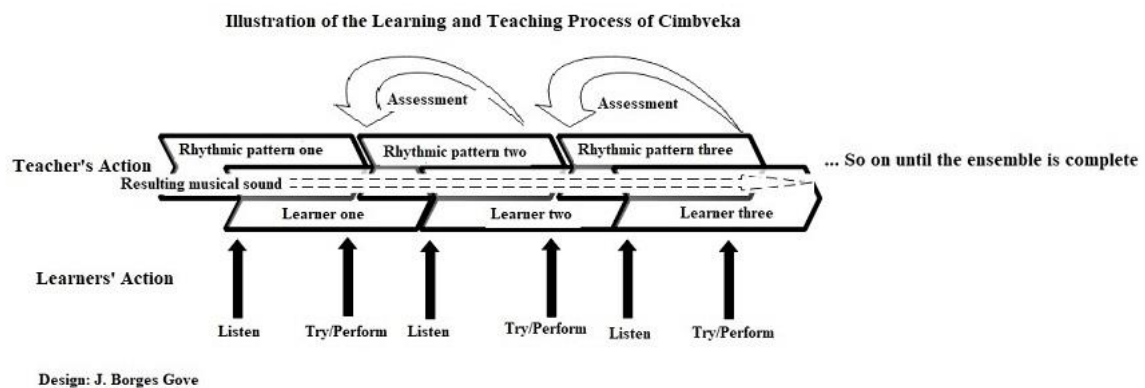 Illustration of the Learning and Teaching Process of Cimbveka
Assessment
Assessment
Rhythmic pattern one
Rhythmic pattern two
Rhythmic pattern three
Teacher's Action
... So on until the ensemble is complete
Resulting musical sound
Learner one
Learner two
Learner three
Learners' Action
Listen
Try/Perform
Listen
Try/Perform
Listen
Try/Perform
Design: J. Borges Gove